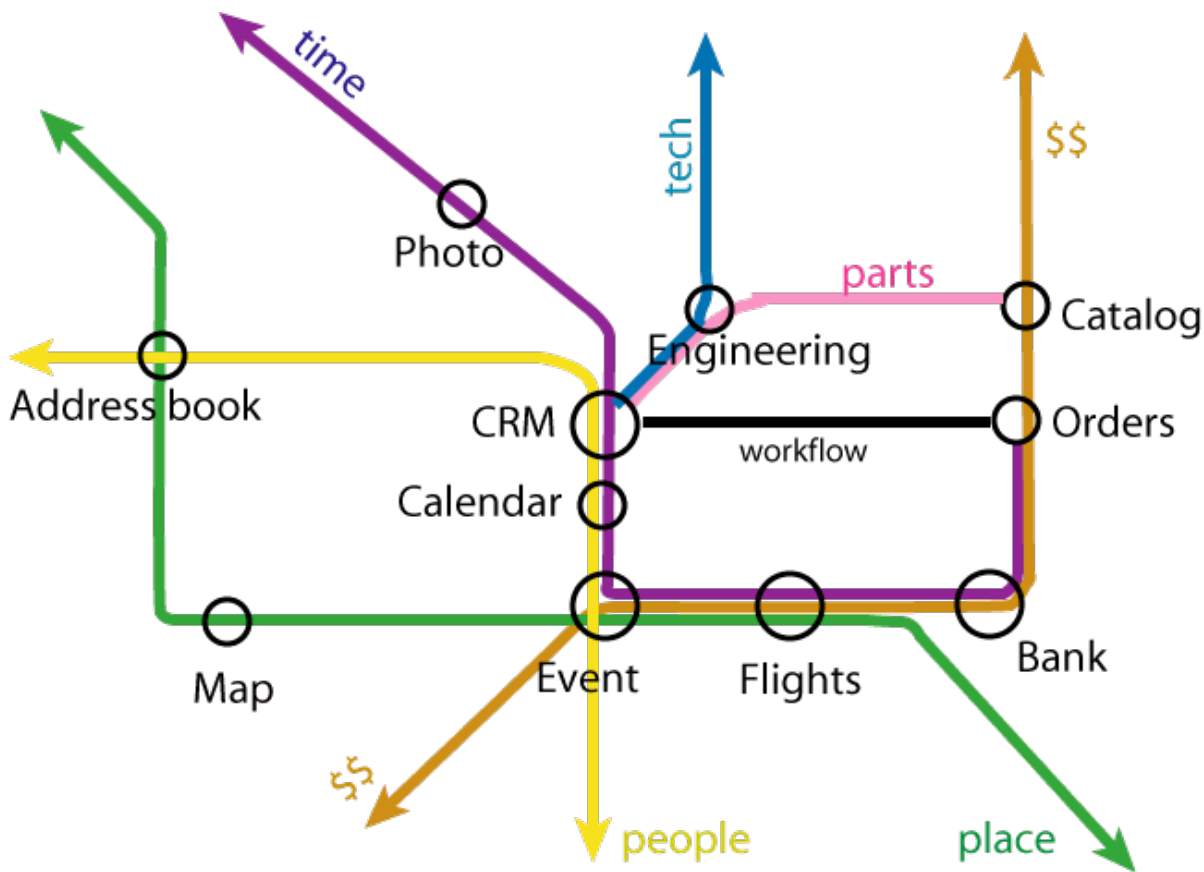 time
tech
$$
Photo
parts
Catalog
Engineering
Address book
CRM
Orders
workflow
Calendar
Event
Flights
Bank
Map
$$
people
place